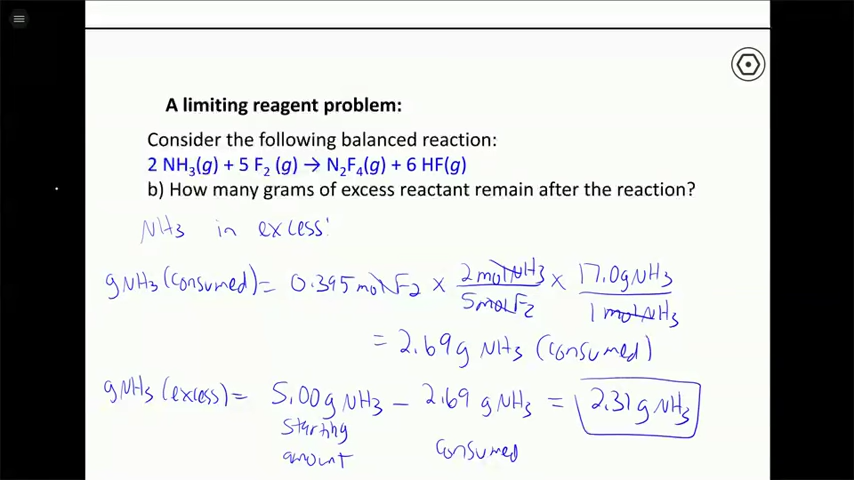 A limiting reagent problem:
Consider the following balanced reaction:
2 NH₃(g) + 5 F₂ (g) → N₂F₄(g) + 6 HF(g)
b) How many grams of excess reactant remain after the reaction?
NH₃ in excess!
gNH₃ (consumed) = 0.395 mol F₂ × 2 mol NH₃ / 5 mol F₂ × 17.0g NH₃ / 1 mol NH₃
= 2.69 g NH₃ (consumed)
gNH₃ (excess) = 5.00 g NH₃ − 2.69 g NH₃ = 2.31 g NH₃
Starting amount
consumed